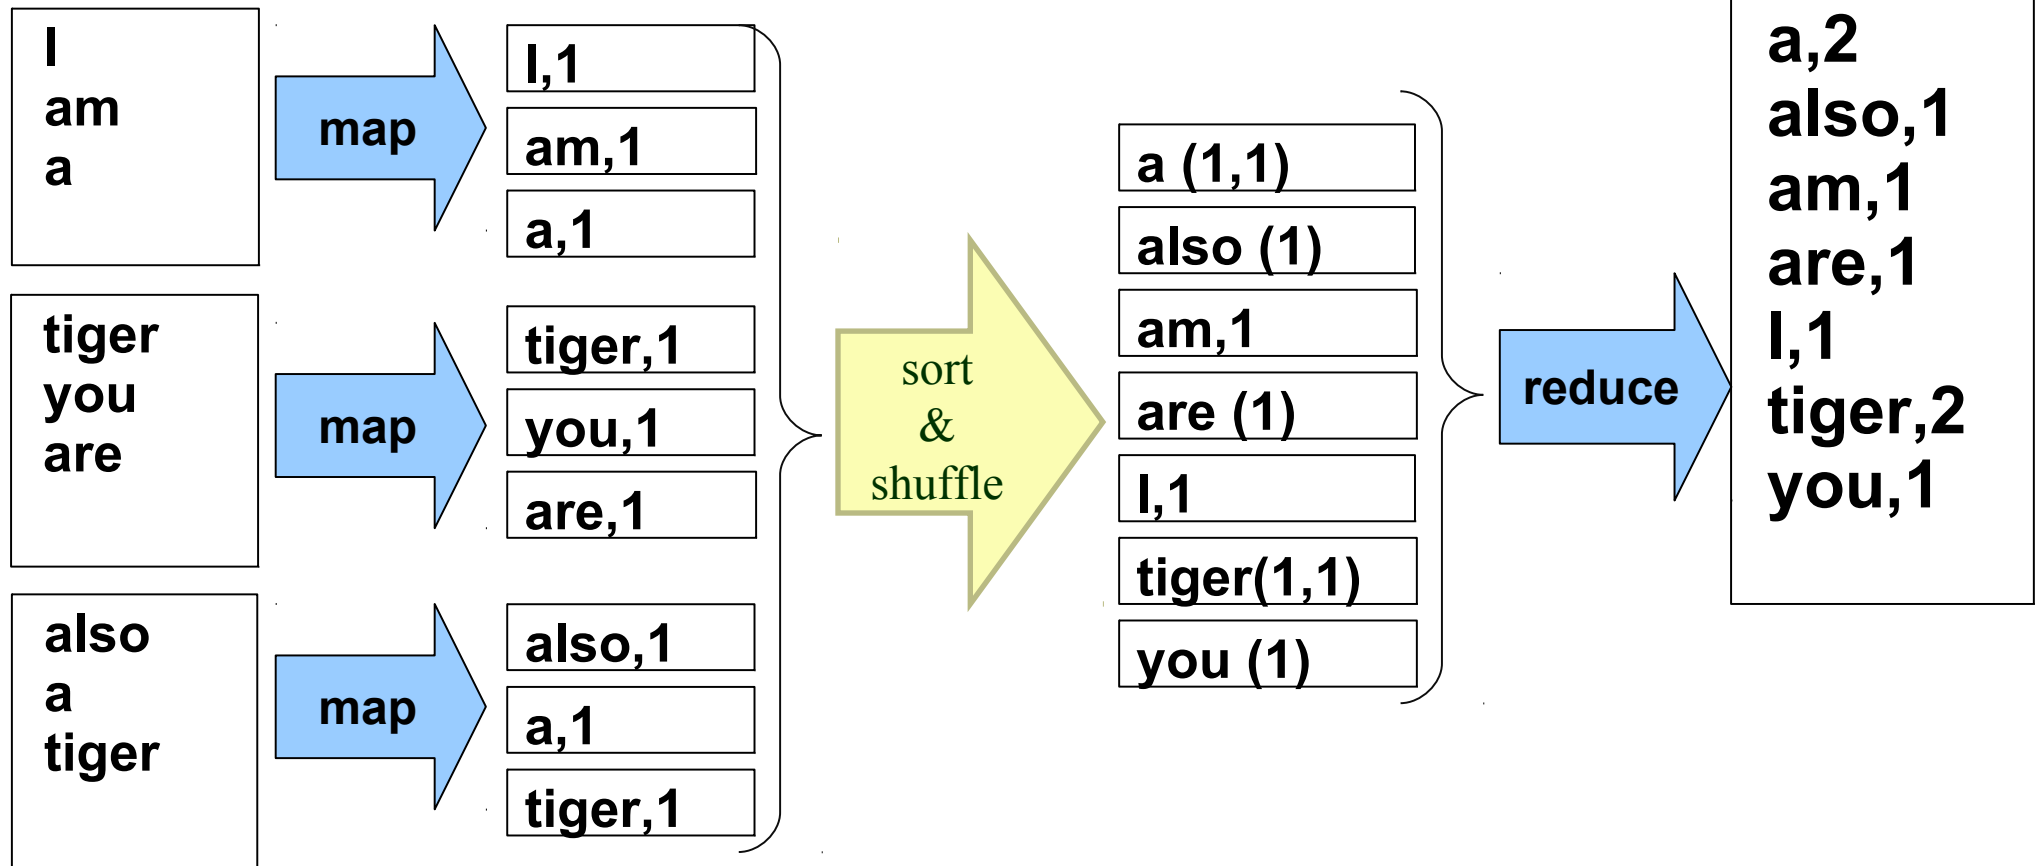 I
am
a
map
I,1
am,1
a,1
tiger
you
are
map
tiger,1
you,1
are,1
also
a
tiger
map
also,1
a,1
tiger,1
sort
&
shuffle
a (1,1)
also (1)
am,1
are (1)
I,1
tiger(1,1)
you (1)
reduce
a,2
also,1
am,1
are,1
I,1
tiger,2
you,1